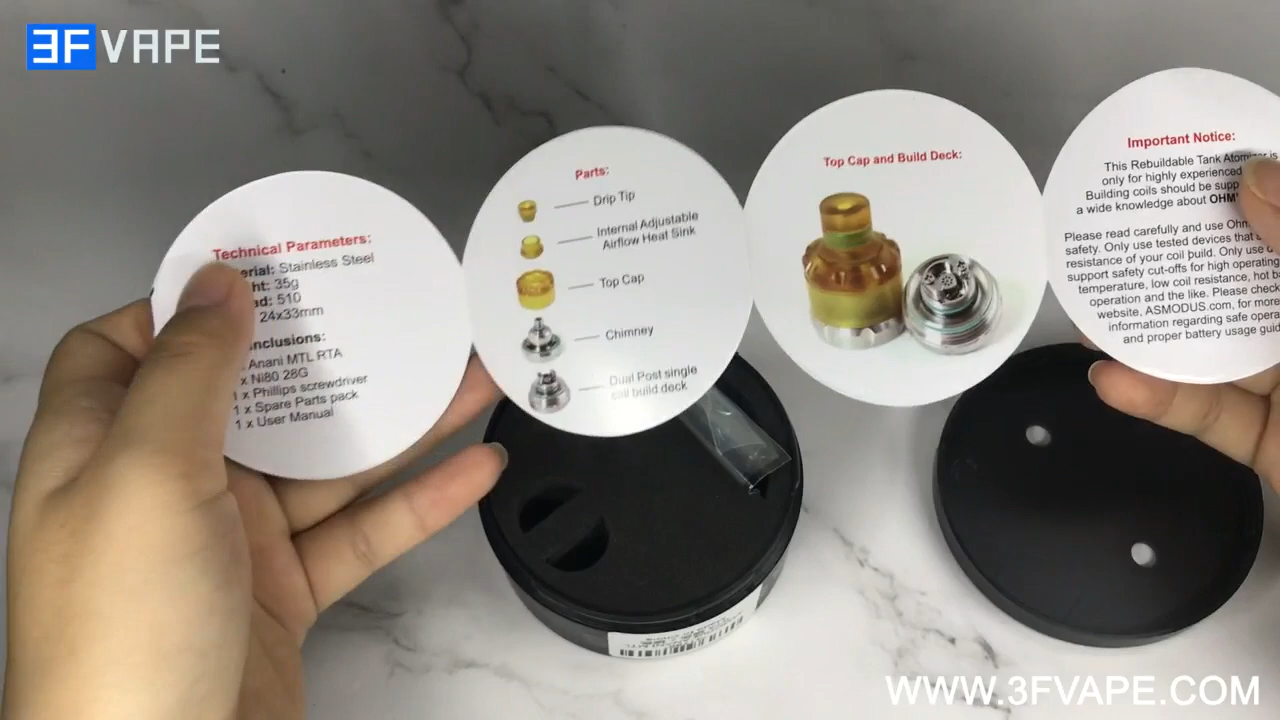 3FVAPE
Technical Parameters:
erial: Stainless Steel
ht: 35g
ad: 510
24x33mm
nclusions:
Anani MTL RTA
x Ni80 28G
1 x Phillips screwdriver
1 x Spare Parts pack
1 x User Manual
Parts:
Drip Tip
Internal Adjustable
Airflow Heat Sink
Top Cap
Chimney
Dual Post single
coil build deck
Top Cap and Build Deck:
Important Notice:
This Rebuildable Tank Atomizer is
only for highly experienced
Building coils should be supp
a wide knowledge about OHM'
Please read carefully and use Ohm
safety. Only use tested devices that
resistance of your coil build. Only use
support safety cut-offs for high operating
temperature, low coil resistance, hot
operation and the like. Please check
website, ASMODUS.com, for more
information regarding safe opera
and proper battery usage guid
WWW.3FVAPE.COM